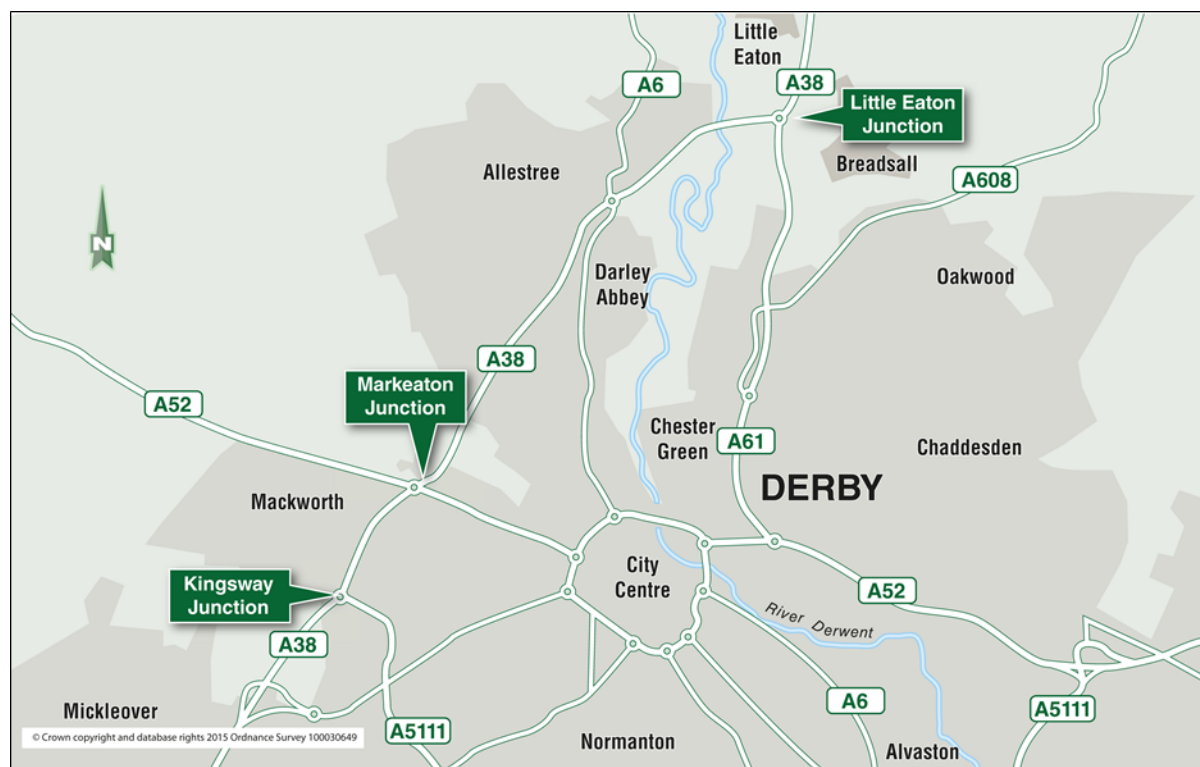 Little
Eaton
A6
A38
Little Eaton
Junction
Breadsall
Allestree
A608
N
Darley
Abbey
Oakwood
A38
Markeaton
Junction
A52
Chester
Green
A61
Chaddesden
DERBY
Mackworth
City
Centre
Kingsway
Junction
A52
River Derwent
A38
Mickleover
A6
A5111
A5111
Normanton
Alvaston
© Crown copyright and database rights 2015 Ordnance Survey 100030649